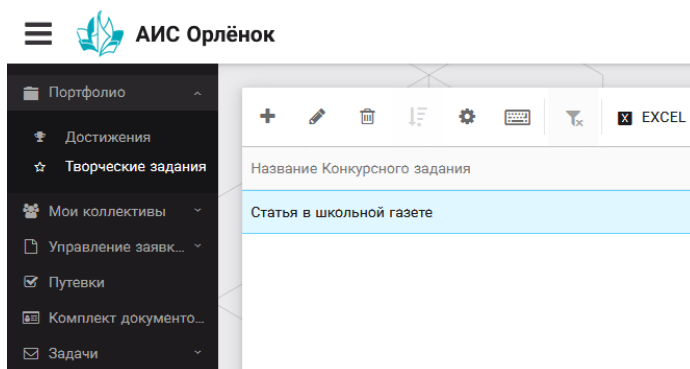 АИС Орлёнок
Портфолио
Достижения
Творческие задания
Мои коллективы
Управление заявк...
Путевки
Комплект документо...
Задачи
X EXCEL
Название Конкурсного задания
Статья в школьной газете